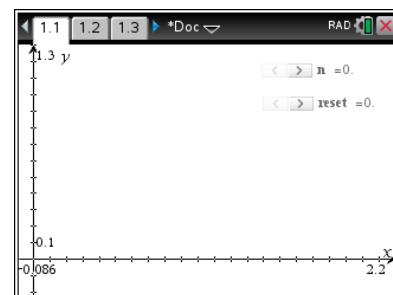 1.1 1.2 1.3 *Doc RAD
1.3 y
< > n =0.
< > reset =0.
0.1
x
-0.086 2.2